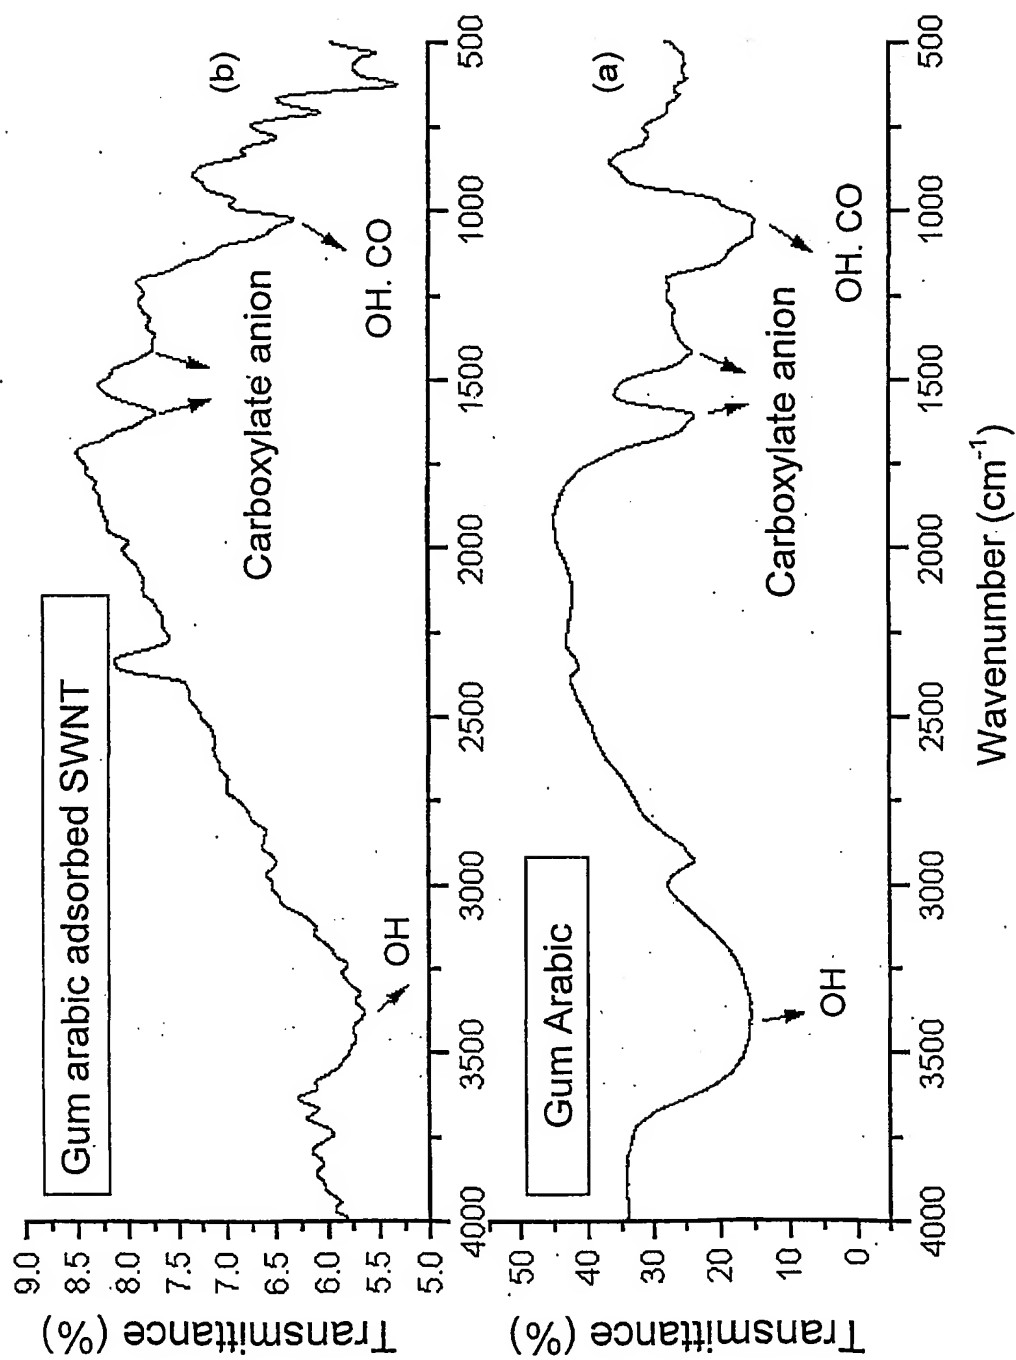 Gum arabic adsorbed SWNT
(b)
Transmittance (%)
9.0
8.5
8.0
7.5
7.0
6.5
6.0
5.5
5.0
OH
Carboxylate anion
OH. CO
4000 3500 3000 2500 2000 1500 1000 500
Gum Arabic
(a)
Transmittance (%)
50
40
30
20
10
0
OH
Carboxylate anion
OH. CO
4000 3500 3000 2500 2000 1500 1000 500
Wavenumber (cm⁻¹)